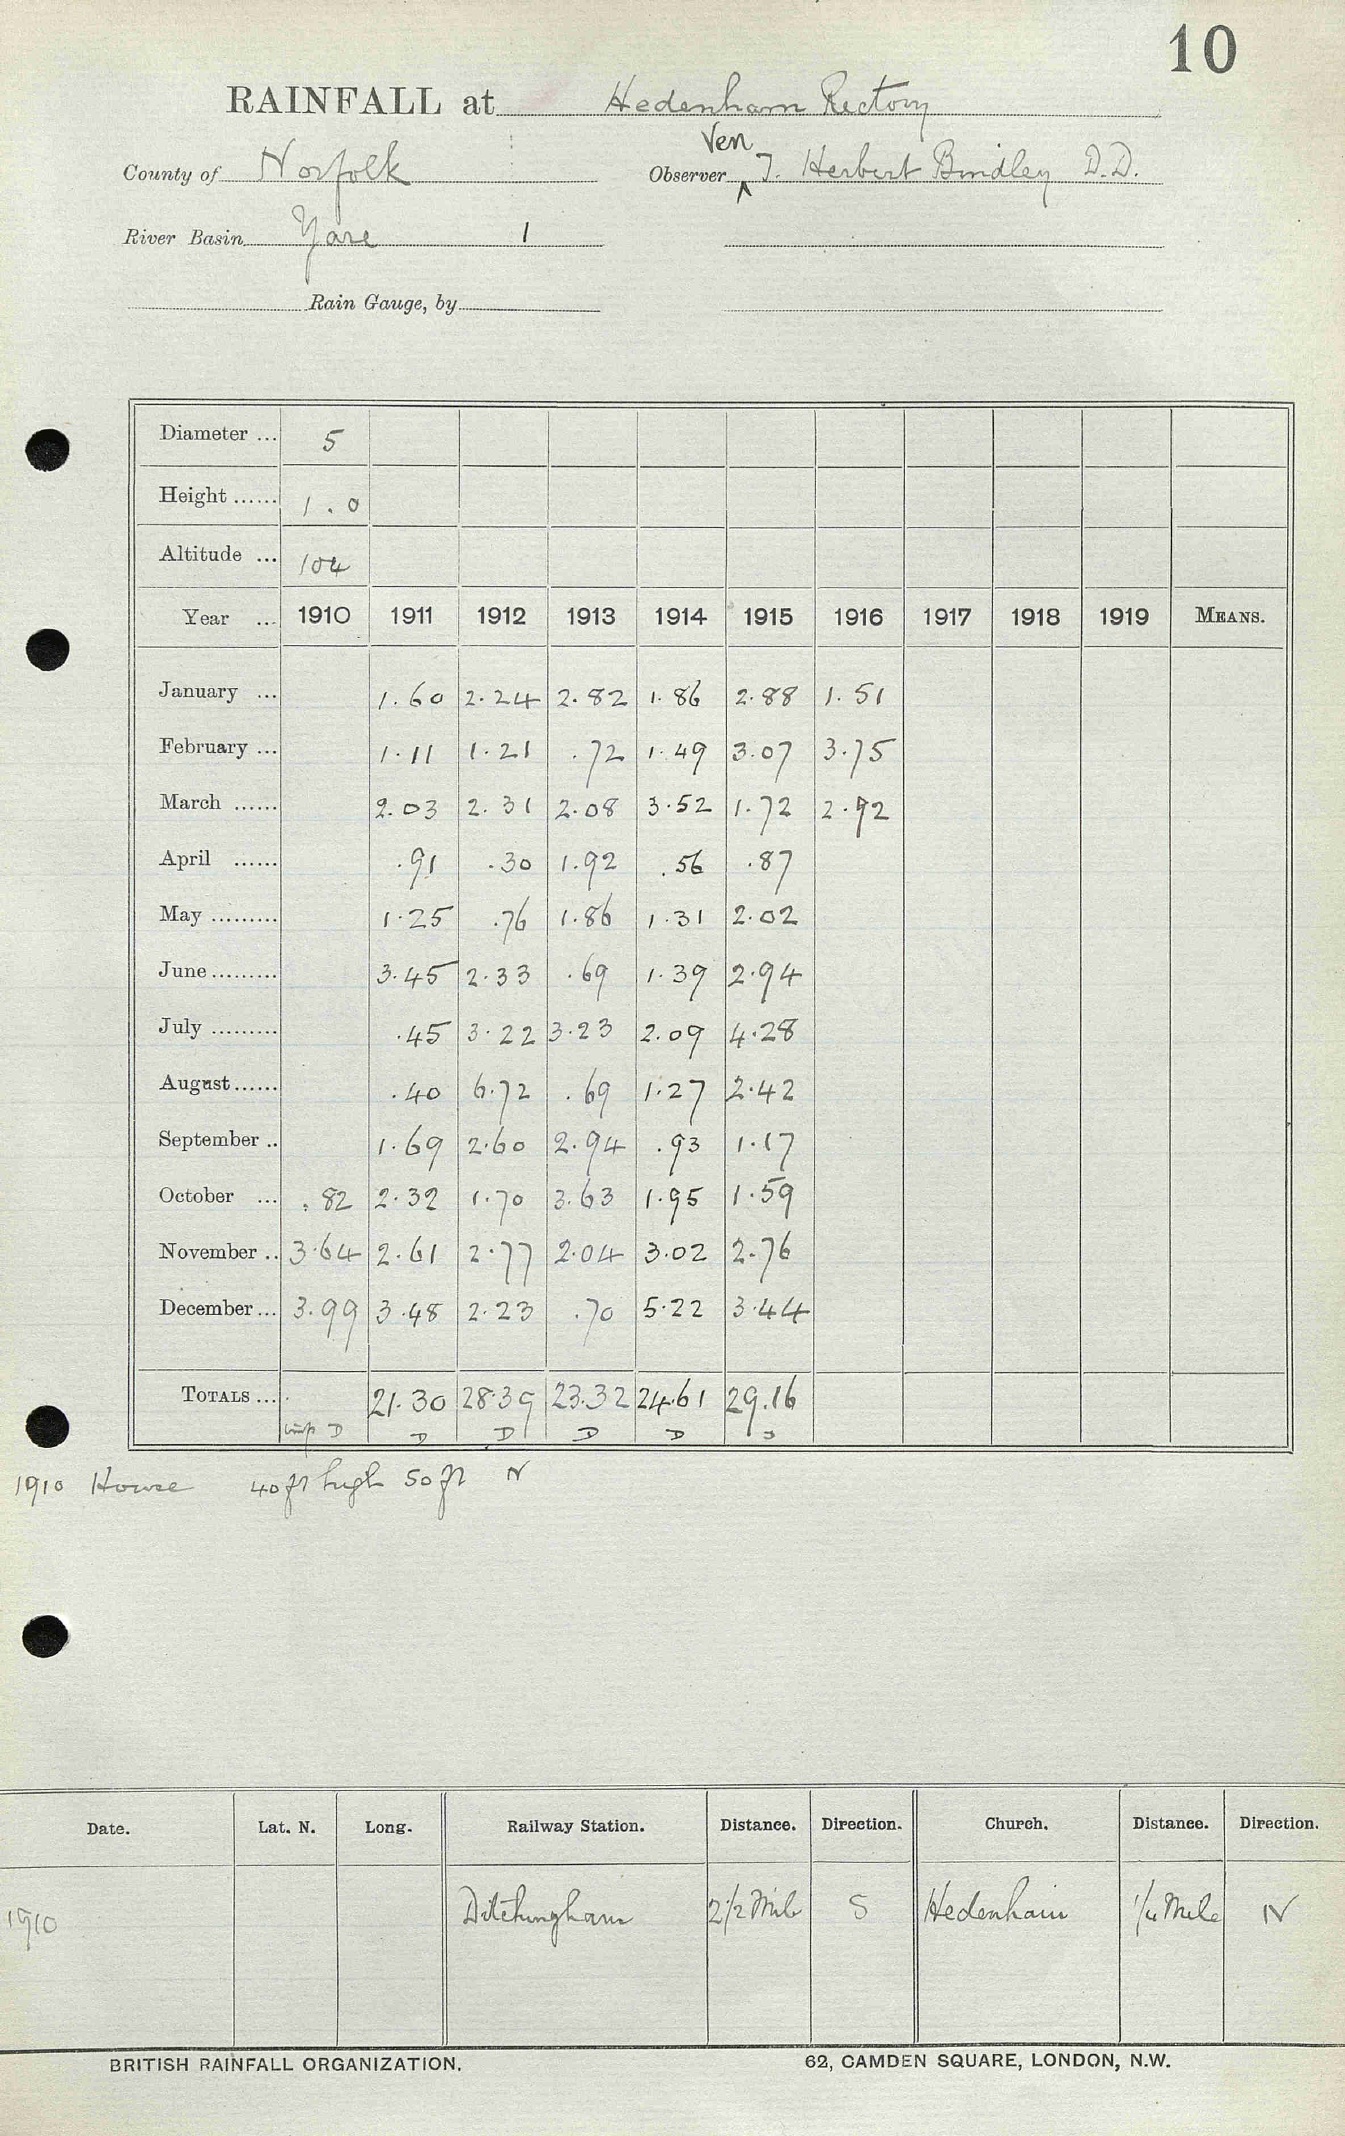 10
RAINFALL at Hedenham Rectory
Ven
County of Norfolk Observer ^ T. Herbert Bindley D.D.
River Basin Yare 1
Rain Gauge, by
Diameter ... 5
Height ...... 1.0
Altitude ... 104
Year ... 1910 1911 1912 1913 1914 1915 1916 1917 1918 1919 MEANS.
January ... 1.60 2.24 2.82 1.86 2.88 1.51
February ... 1.11 1.21 .72 1.49 3.07 3.75
March ...... 2.03 2.31 2.08 3.52 1.72 2.92
April ...... .91 .30 1.92 .56 .87
May ......... 1.25 .76 1.86 1.31 2.02
June ......... 3.45 2.33 .69 1.39 2.94
July ......... .45 3.22 3.23 2.09 4.28
August ...... .40 6.72 .69 1.27 2.42
September .. 1.69 2.60 2.94 .93 1.17
October ... .82 2.32 1.70 3.63 1.95 1.59
November .. 3.64 2.61 2.77 2.04 3.02 2.76
December ... 3.99 3.48 2.23 .70 5.22 3.44
TOTALS ... 21.30 28.39 23.32 24.61 29.16
D D D D D
1910 House 40 ft high 50 ft N
Date. Lat. N. Long. Railway Station. Distance. Direction. Church. Distance. Direction.
1910 Ditchingham 2 1/2 Mile S Hedenham 1/4 Mile N
BRITISH RAINFALL ORGANIZATION. 62, CAMDEN SQUARE, LONDON, N.W.